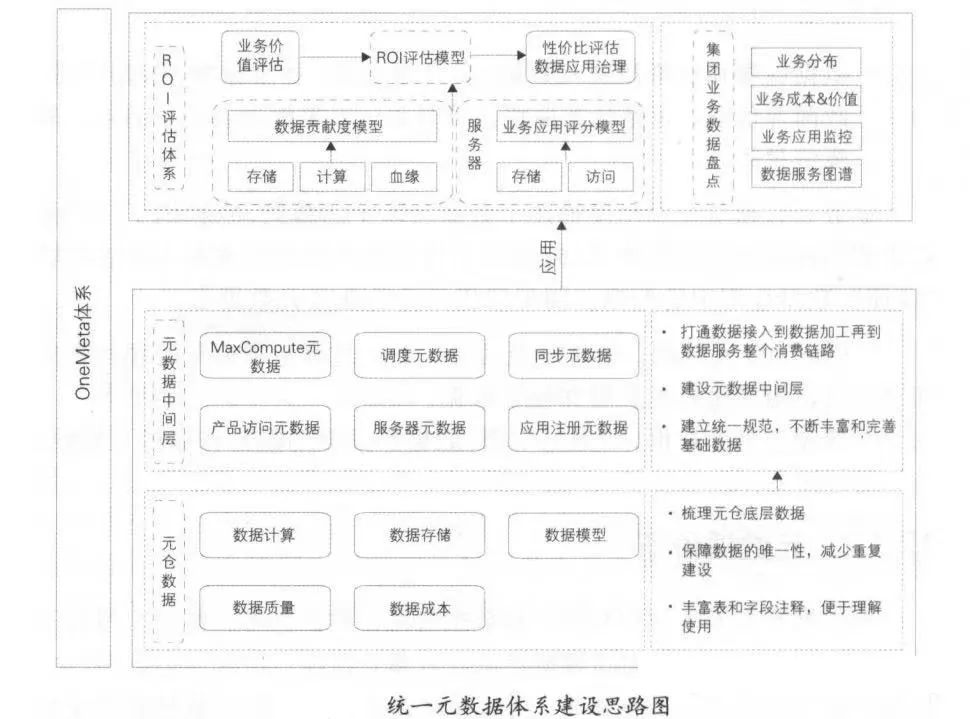 OneMeta体系
ROI评估体系
业务价
值评估
ROI评估模型
性价比评估
数据应用治理
数据贡献度模型
存储
计算
血缘
服务器
业务应用评分模型
存储
访问
集团业务数据盘点
业务分布
业务成本&价值
业务应用监控
数据服务图谱
应用
元数据中间层
MaxCompute元
数据
调度元数据
同步元数据
产品访问元数据
服务器元数据
应用注册元数据
• 打通数据接入到数据加工再到
数据服务整个消费链路
• 建设元数据中间层
• 建立统一规范，不断丰富和完善
基础数据
元仓数据
数据计算
数据存储
数据模型
数据质量
数据成本
• 梳理元仓底层数据
• 保障数据的唯一性，减少重复
建设
• 丰富表和字段注释，便于理解
使用
统一元数据体系建设思路图